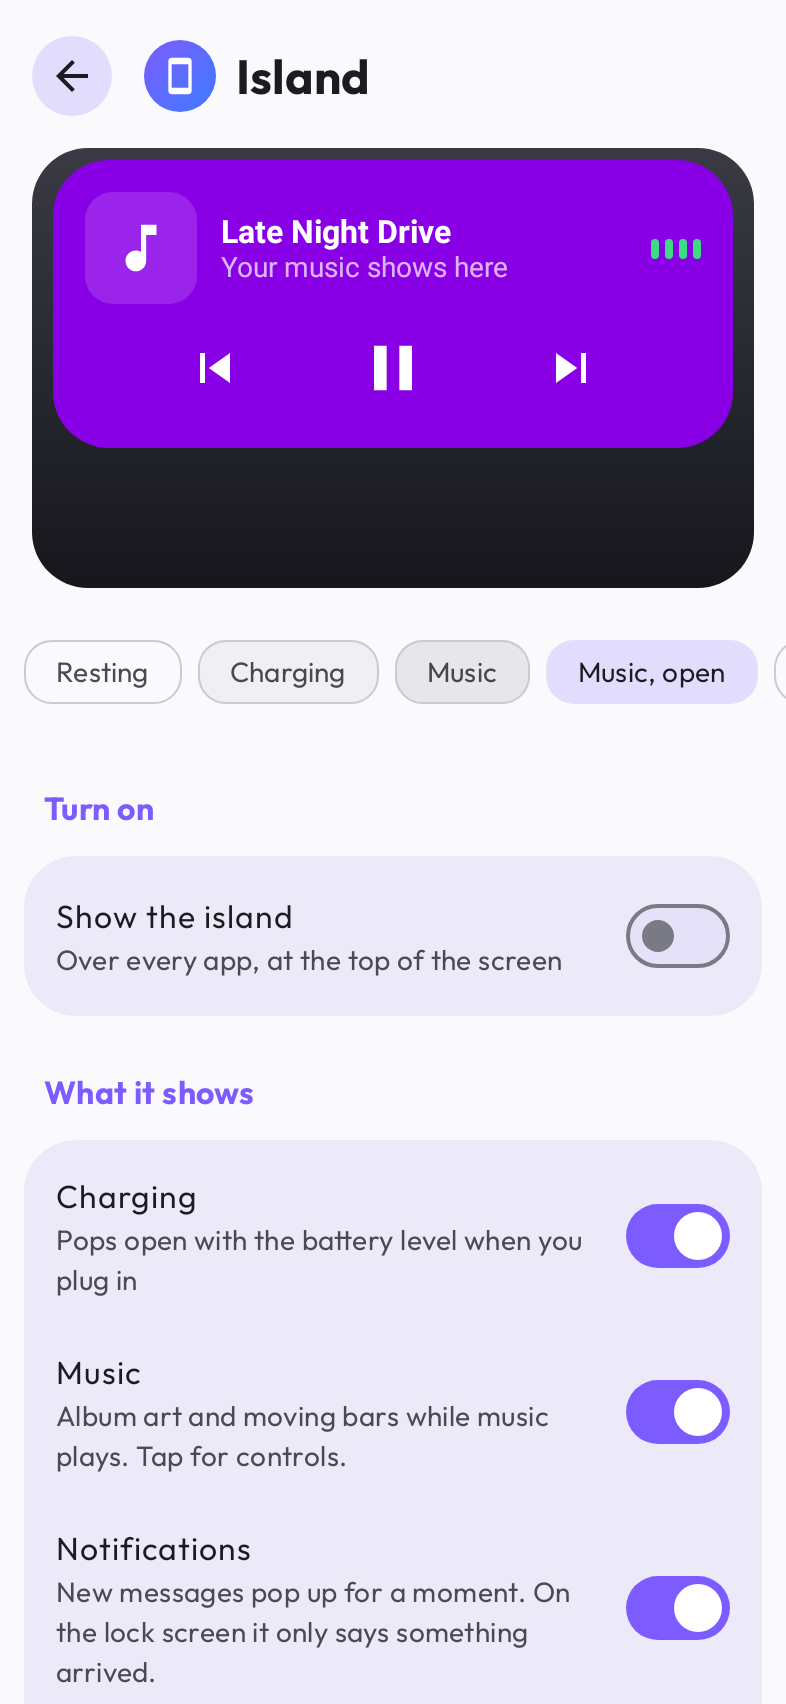 Island
Late Night Drive
Your music shows here
Resting
Charging
Music
Music, open
Turn on
Show the island
Over every app, at the top of the screen
What it shows
Charging
Pops open with the battery level when you
plug in
Music
Album art and moving bars while music
plays. Tap for controls.
Notifications
New messages pop up for a moment. On
the lock screen it only says something
arrived.